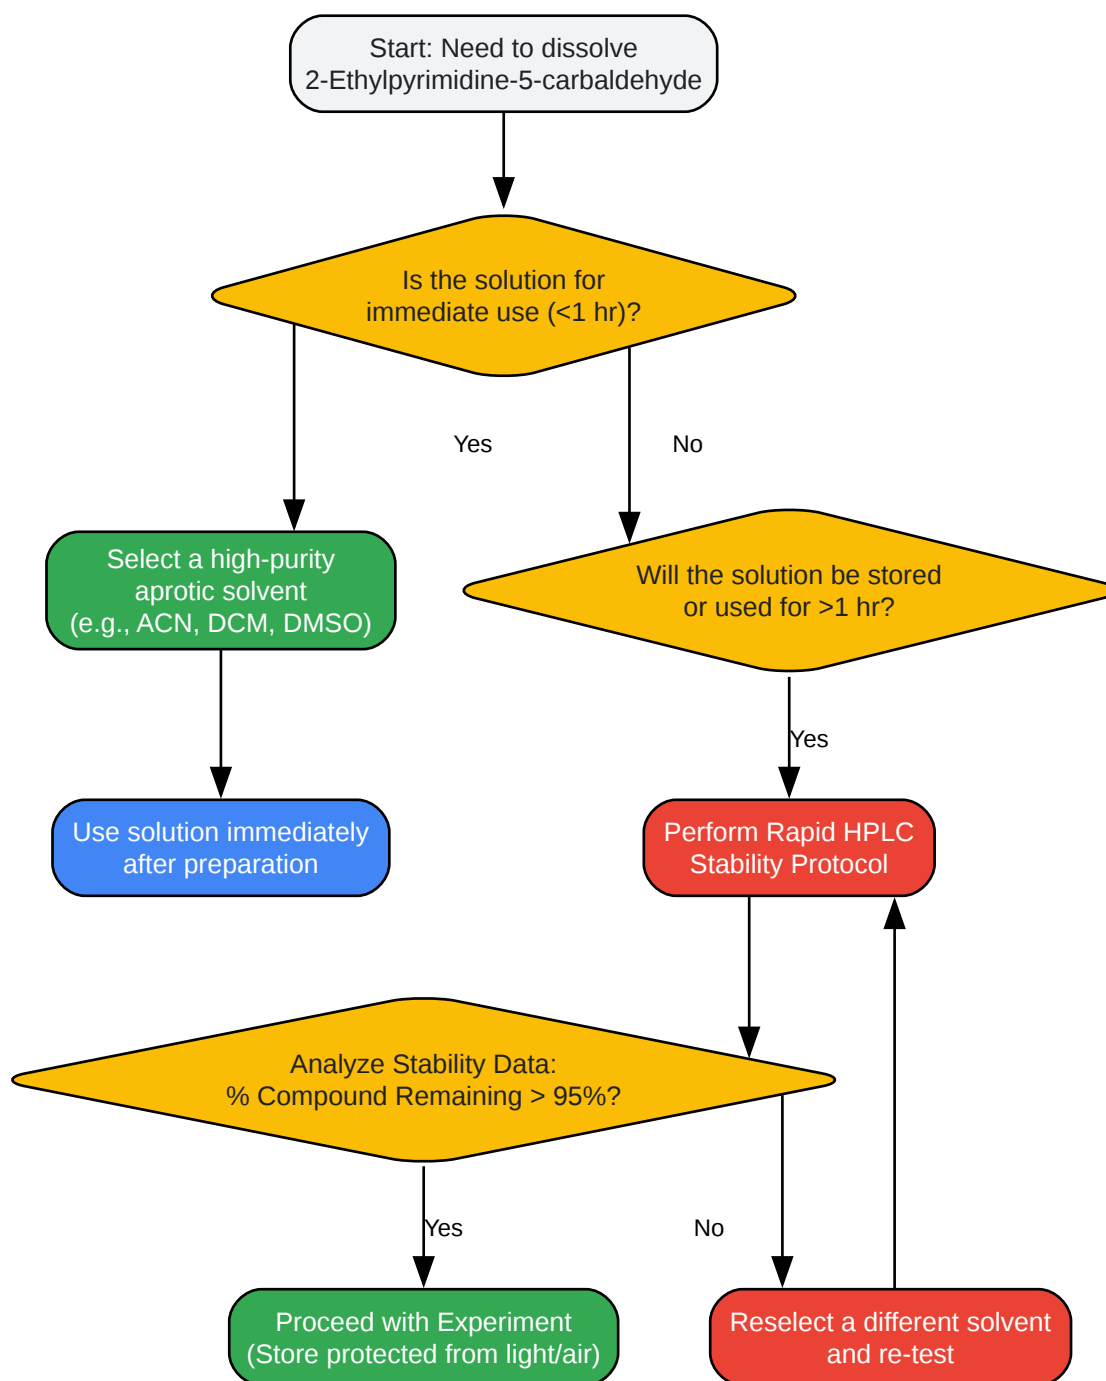 Start: Need to dissolve
2-Ethylpyrimidine-5-carbaldehyde
Is the solution for
immediate use (<1 hr)?
Yes
No
Select a high-purity
aprotic solvent
(e.g., ACN, DCM, DMSO)
Will the solution be stored
or used for >1 hr?
Yes
Use solution immediately
after preparation
Perform Rapid HPLC
Stability Protocol
Analyze Stability Data:
% Compound Remaining > 95%?
Yes
No
Proceed with Experiment
(Store protected from light/air)
Reselect a different solvent
and re-test